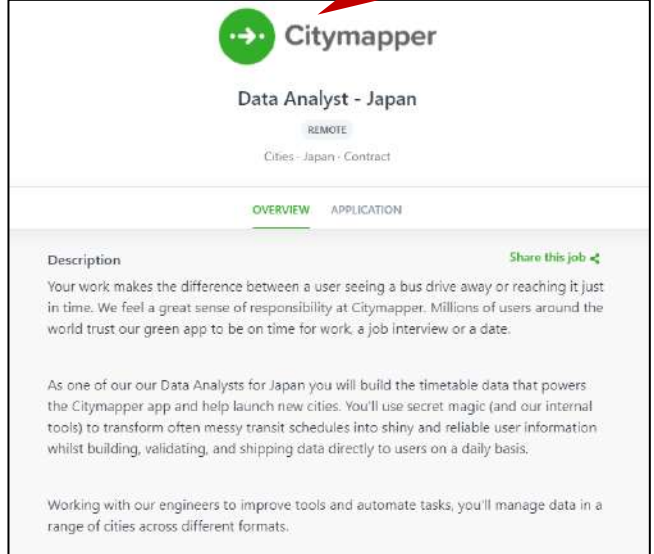 Citymapper
Data Analyst - Japan
REMOTE
Cities - Japan - Contract
OVERVIEW APPLICATION
Description
Share this job
Your work makes the difference between a user seeing a bus drive away or reaching it just
in time. We feel a great sense of responsibility at Citymapper. Millions of users around the
world trust our green app to be on time for work, a job interview or a date.
As one of our our Data Analysts for Japan you will build the timetable data that powers
the Citymapper app and help launch new cities. You'll use secret magic (and our internal
tools) to transform often messy transit schedules into shiny and reliable user information
whilst building, validating, and shipping data directly to users on a daily basis.
Working with our engineers to improve tools and automate tasks, you'll manage data in a
range of cities across different formats.